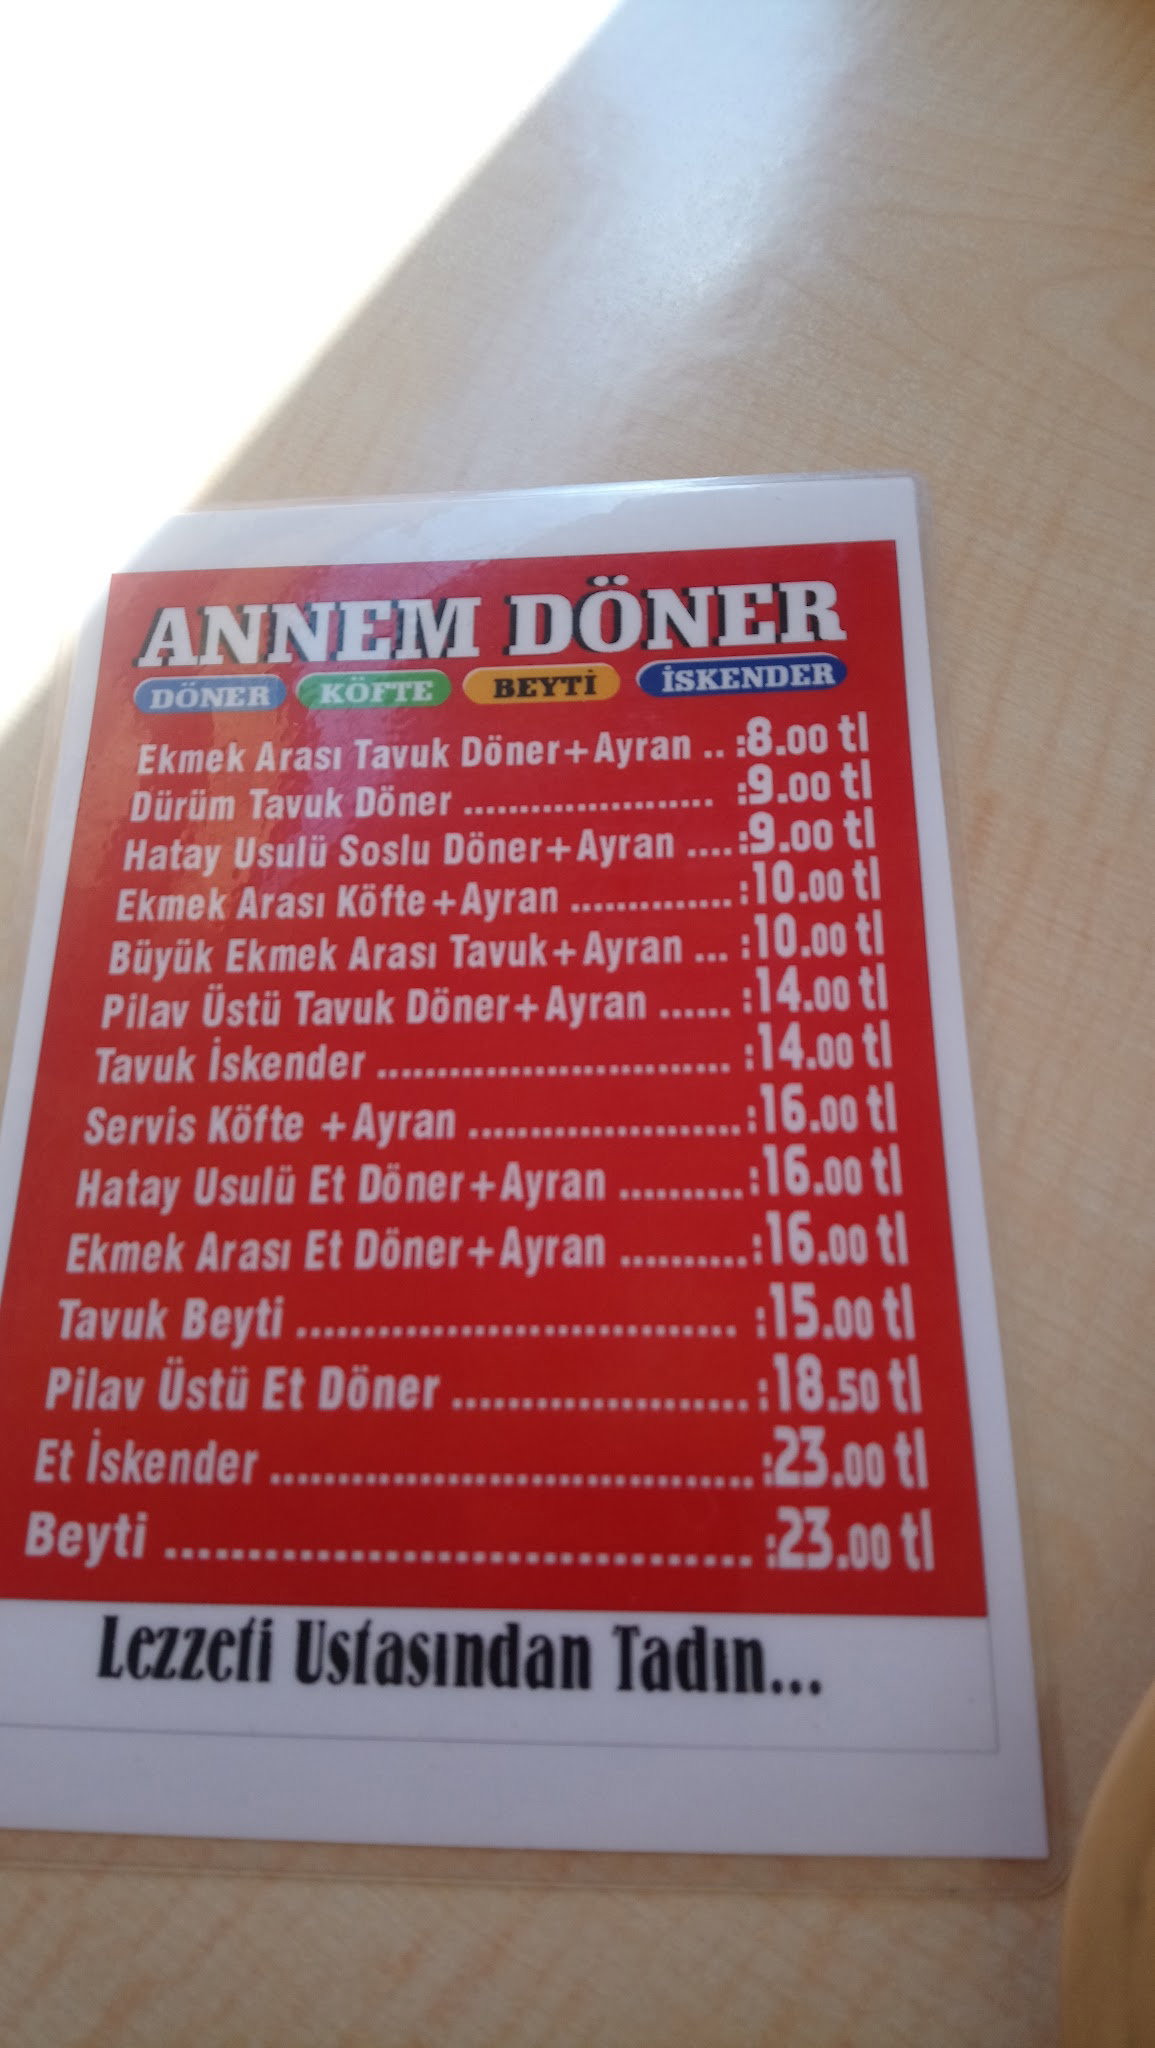 ANNEM DÖNER
DÖNER KÖFTE BEYTİ İSKENDER
Ekmek Arası Tavuk Döner+Ayran .. :8.00 tl
Dürüm Tavuk Döner ..................... :9.00 tl
Hatay Usulü Soslu Döner+Ayran ....:9.00 tl
Ekmek Arası Köfte+Ayran ..............:10.00 tl
Büyük Ekmek Arası Tavuk+Ayran ... :10.00 tl
Pilav Üstü Tavuk Döner+Ayran ...... :14.00 tl
Tavuk İskender .............................. :14.00 tl
Servis Köfte +Ayran .......................:16.00 tl
Hatay Usulü Et Döner+Ayran ..........:16.00 tl
Ekmek Arası Et Döner+Ayran ..........:16.00 tl
Tavuk Beyti ................................. :15.00 tl
Pilav Üstü Et Döner ...................... :18.50 tl
Et İskender ....................................:23.00 tl
Beyti .................................... :23.00 tl
Lezzeti Ustasından Tadın...